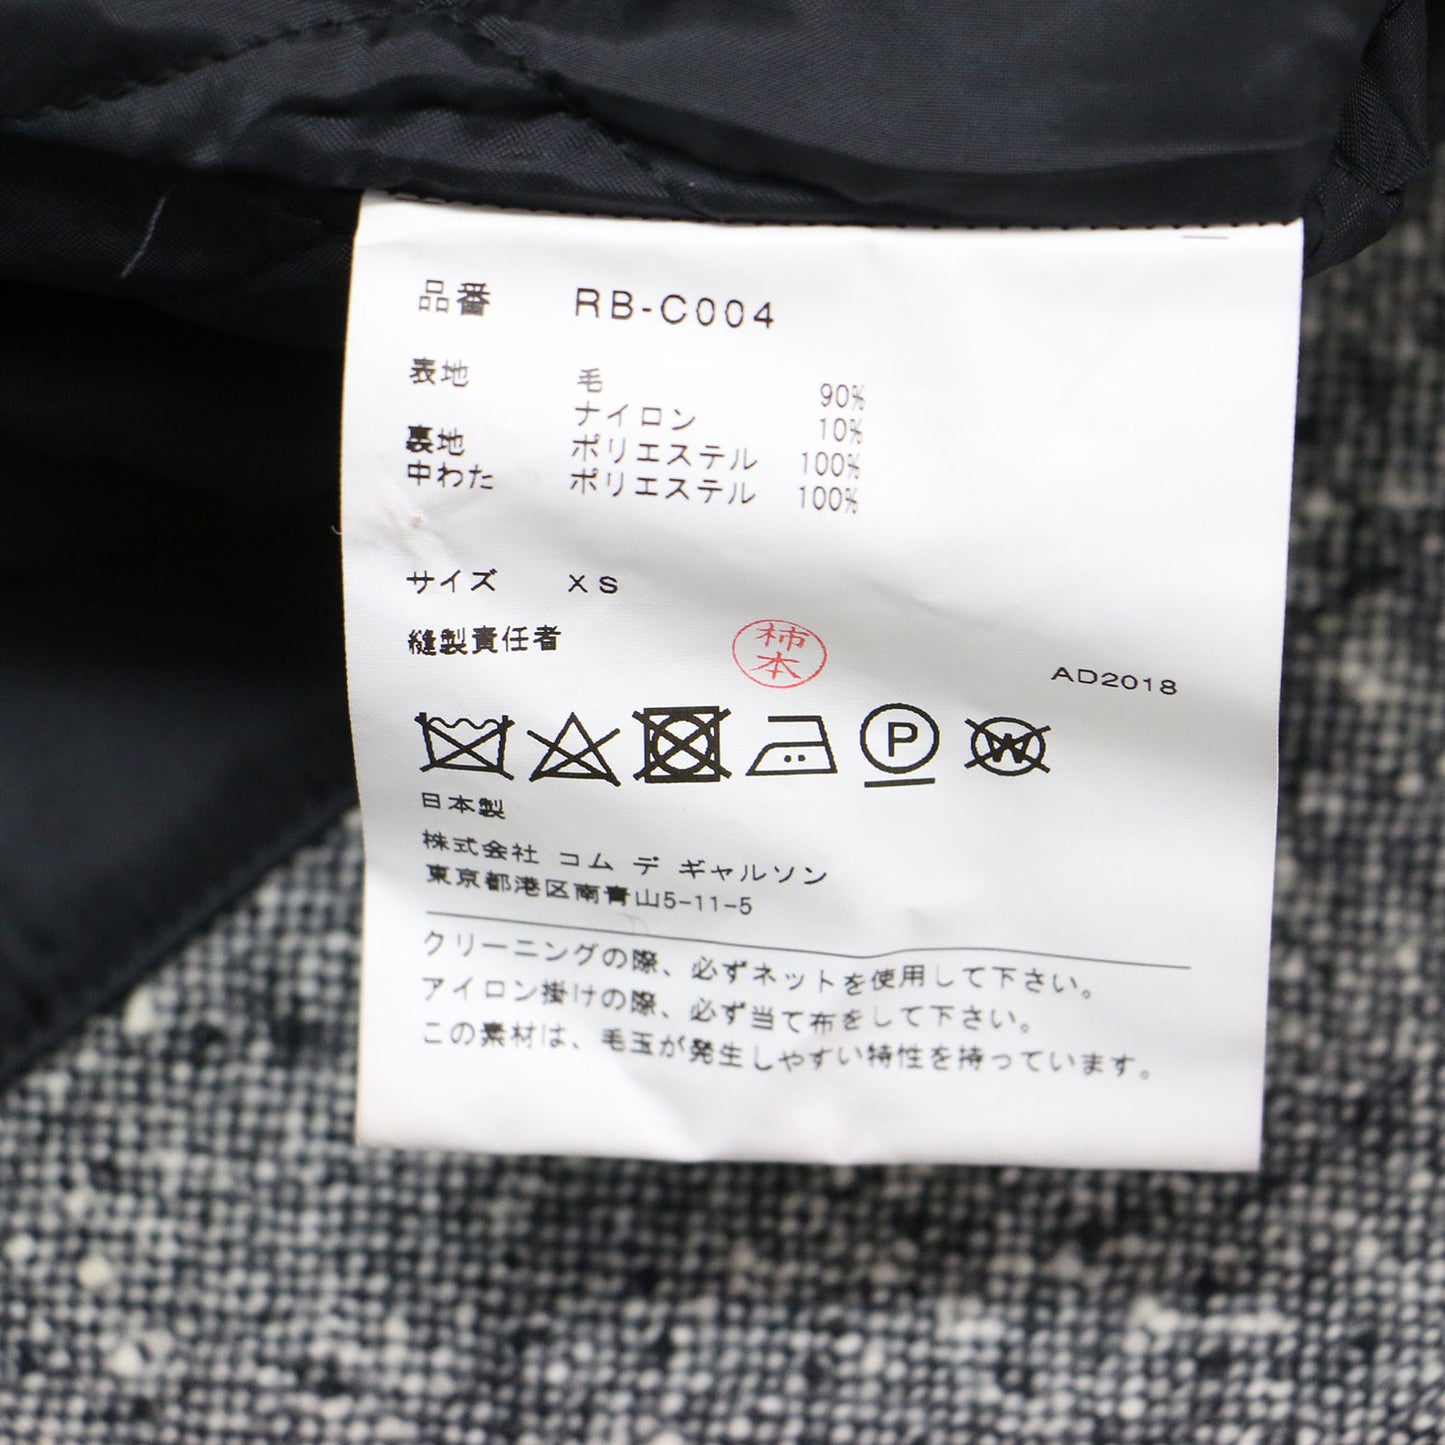 品番 RB-C004
表地 毛 90%
ナイロン 10%
裏地 ポリエステル 100%
中わた ポリエステル 100%
サイズ XS
縫製責任者 柿本
AD2018
P W
日本製
株式会社 コム デ ギャルソン
東京都港区南青山5-11-5
クリーニングの際、必ずネットを使用して下さい。
アイロン掛けの際、必ず当て布をして下さい。
この素材は、毛玉が発生しやすい特性を持っています。